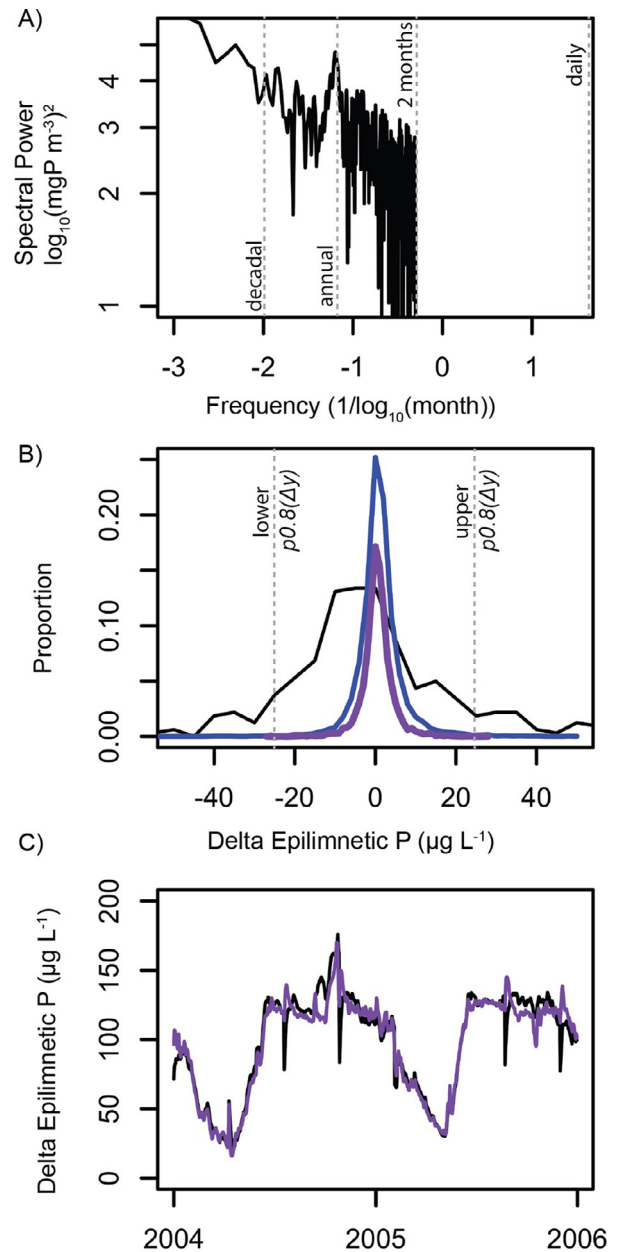 A)
Spectral Power
log10(mgP m-3)2
4
3
2
1
decadal
annual
2 months
daily
-3 -2 -1 0 1
Frequency (1/log10(month))
B)
Proportion
0.20
0.10
0.00
lower
p0.8(Δy)
upper
p0.8(Δy)
-40 -20 0 20 40
Delta Epilimnetic P (µg L-1)
C)
Delta Epilimnetic P (µg L-1)
200
150
100
50
0
2004 2005 2006